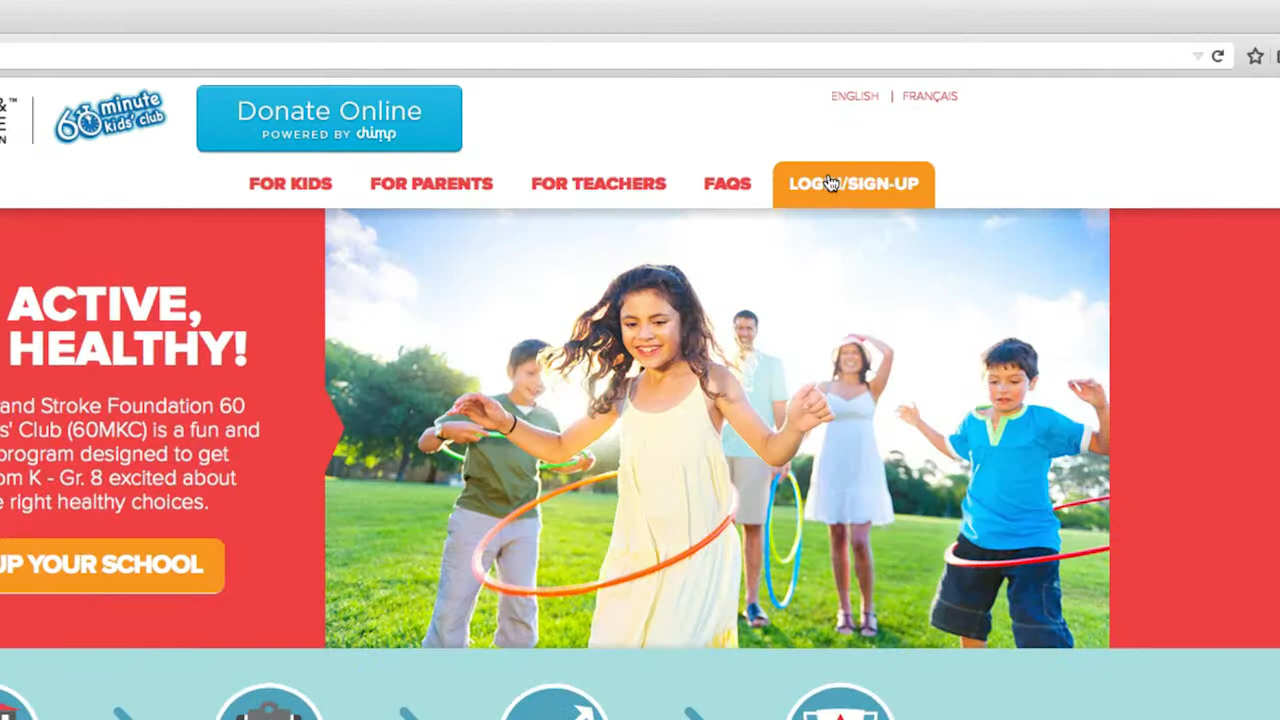 &™
E
N
60 minute
kids' club
Donate Online
POWERED BY chimp
ENGLISH | FRANÇAIS
FOR KIDS
FOR PARENTS
FOR TEACHERS
FAQS
LOG /SIGN-UP
ACTIVE,
HEALTHY!
and Stroke Foundation 60
s' Club (60MKC) is a fun and
program designed to get
om K - Gr. 8 excited about
e right healthy choices.
UP YOUR SCHOOL